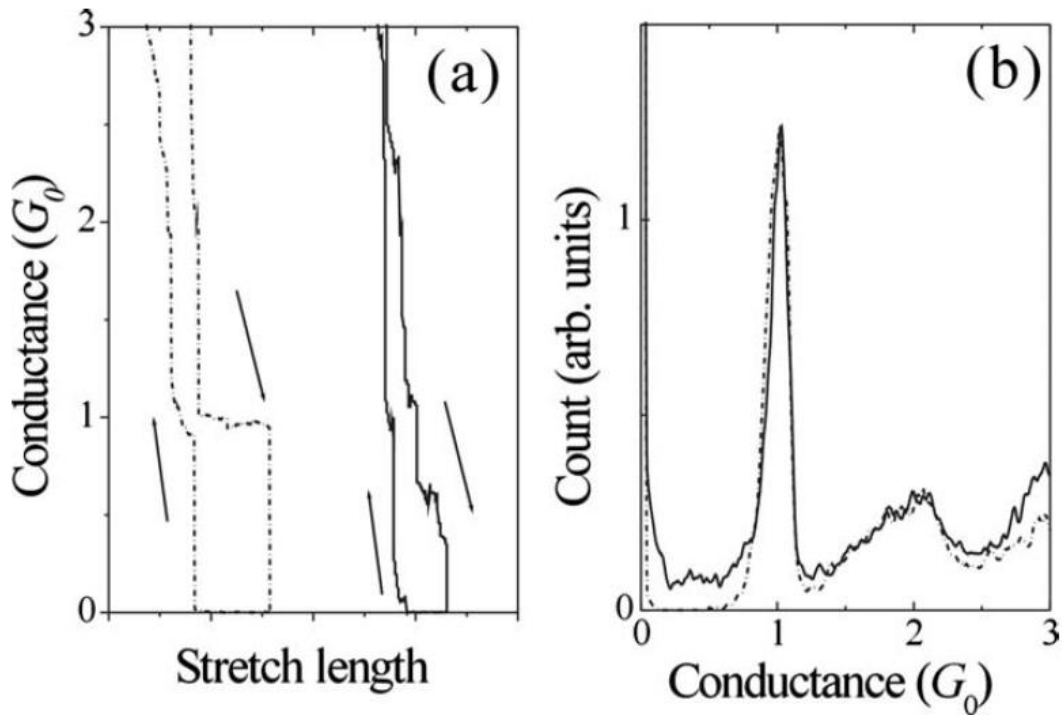 (a)
3
2
1
0
Conductance (G0)
Stretch length
(b)
1
0
Count (arb. units)
0
1
2
3
Conductance (G0)